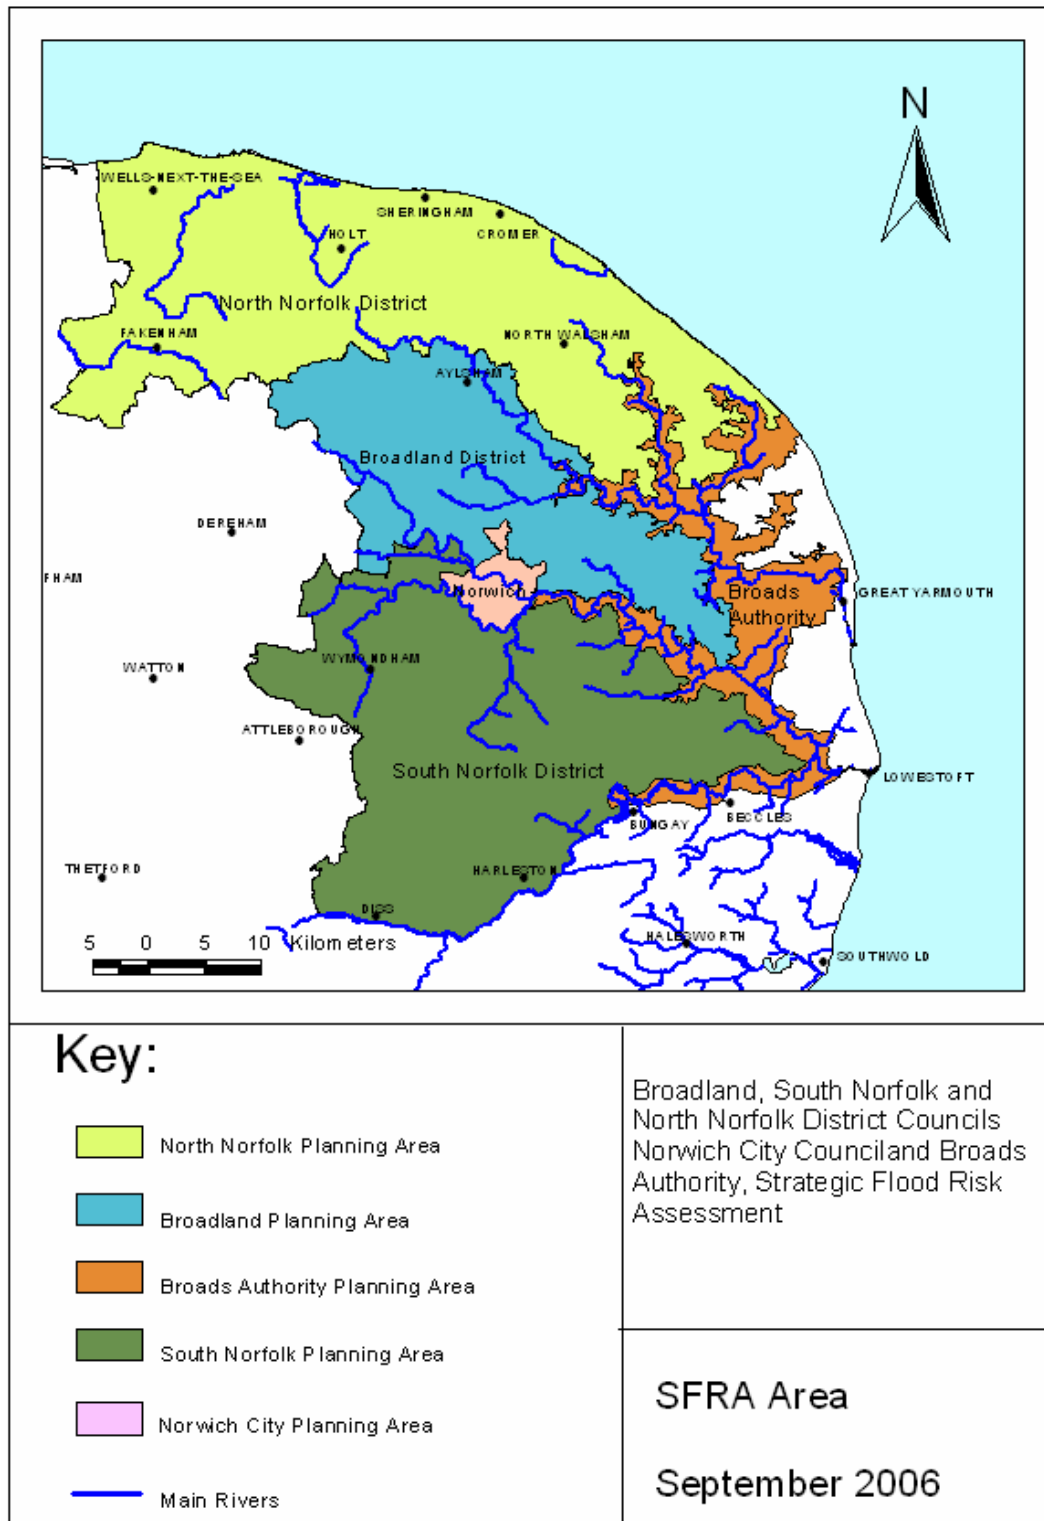 N
WELLS-NEXT-THE-SEA
SHERINGHAM
CROMER
HOLT
North Norfolk District
FAKENHAM
NORTH WALSHAM
AYLSHAM
Broadland District
DEREHAM
FHAM
Norwich
Broads
Authority
GREAT YARMOUTH
WYMONDHAM
WATTON
ATTLEBOROUGH
South Norfolk District
LOWESTOFT
BECCLES
BUNGAY
THETFORD
HARLESTON
DISS
5 0 5 10 Kilometers
HALESWORTH
SOUTHWOLD
Key:
North Norfolk Planning Area
Broadland Planning Area
Broads Authority Planning Area
South Norfolk Planning Area
Norwich City Planning Area
Main Rivers
Broadland, South Norfolk and
North Norfolk District Councils
Norwich City Counciland Broads
Authority, Strategic Flood Risk
Assessment
SFRA Area
September 2006